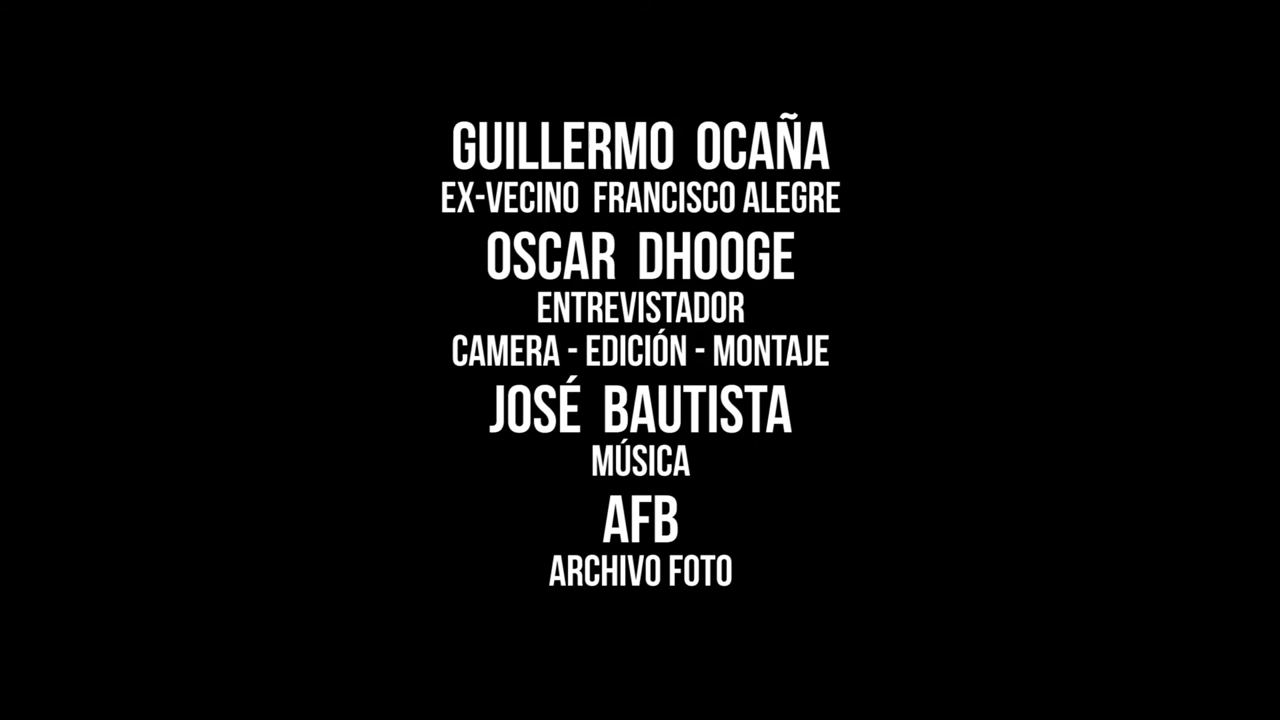 GUILLERMO OCAÑA
EX-VECINO FRANCISCO ALEGRE
OSCAR DHOOGE
ENTREVISTADOR
CAMERA - EDICIÓN - MONTAJE
JOSÉ BAUTISTA
MÚSICA
AFB
ARCHIVO FOTO